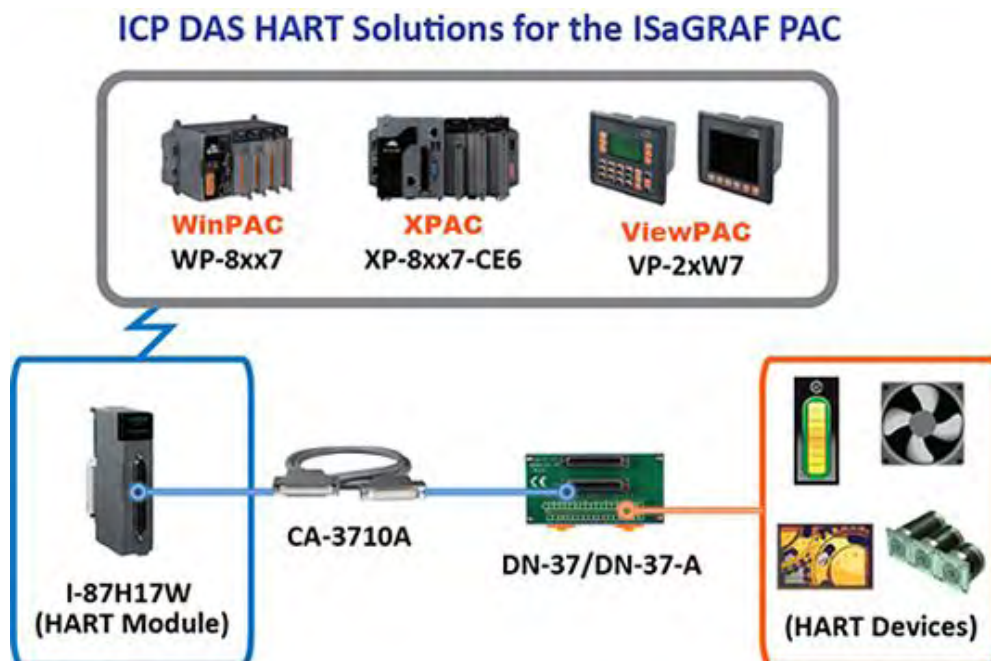 ICP DAS HART Solutions for the ISaGRAF PAC
WinPAC
WP-8xx7
XPAC
XP-8xx7-CE6
ViewPAC
VP-2xW7
I-87H17W
(HART Module)
CA-3710A
DN-37/DN-37-A
(HART Devices)